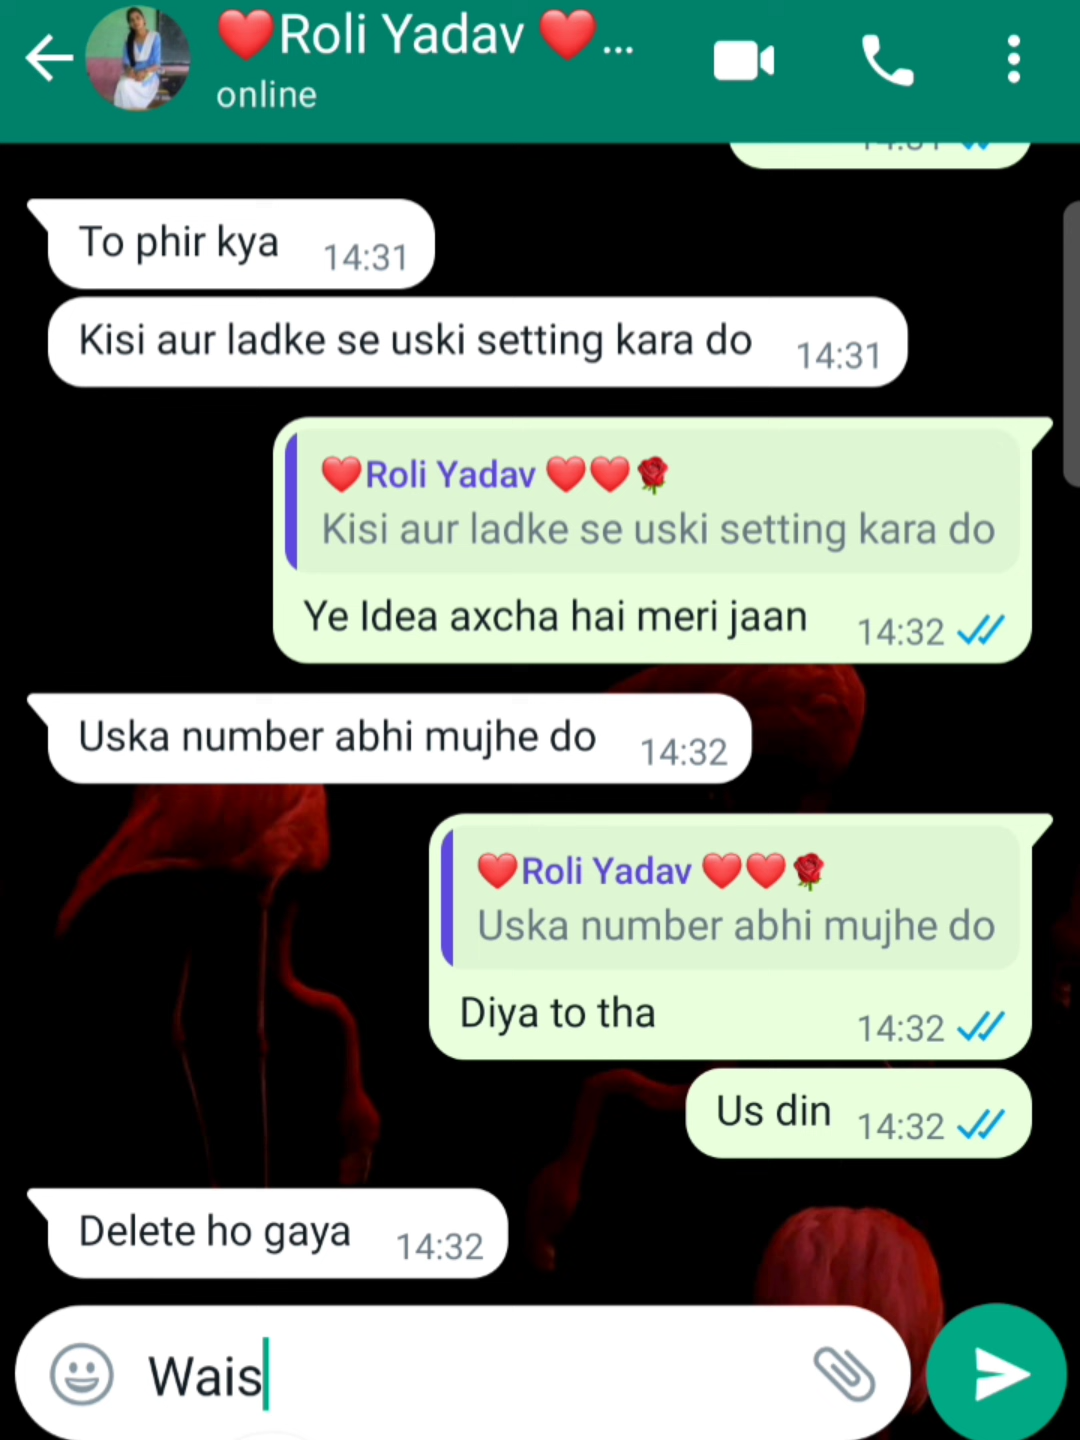 ❤️Roli Yadav ❤️...
online
To phir kya 14:31
Kisi aur ladke se uski setting kara do 14:31
❤️Roli Yadav ❤️❤️🌹
Kisi aur ladke se uski setting kara do
Ye Idea axcha hai meri jaan 14:32
Uska number abhi mujhe do 14:32
❤️Roli Yadav ❤️❤️🌹
Uska number abhi mujhe do
Diya to tha 14:32
Us din 14:32
Delete ho gaya 14:32
Wais